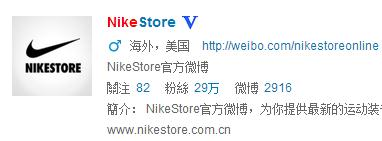 NIKESTORE
NikeStore V
♂ 海外，美国 http://weibo.com/nikestoreonline
NikeStore官方微博
關注 82 粉絲 29万 微博 2916
簡介： NikeStore官方微博，为你提供最新的运动装
www.nikestore.com.cn